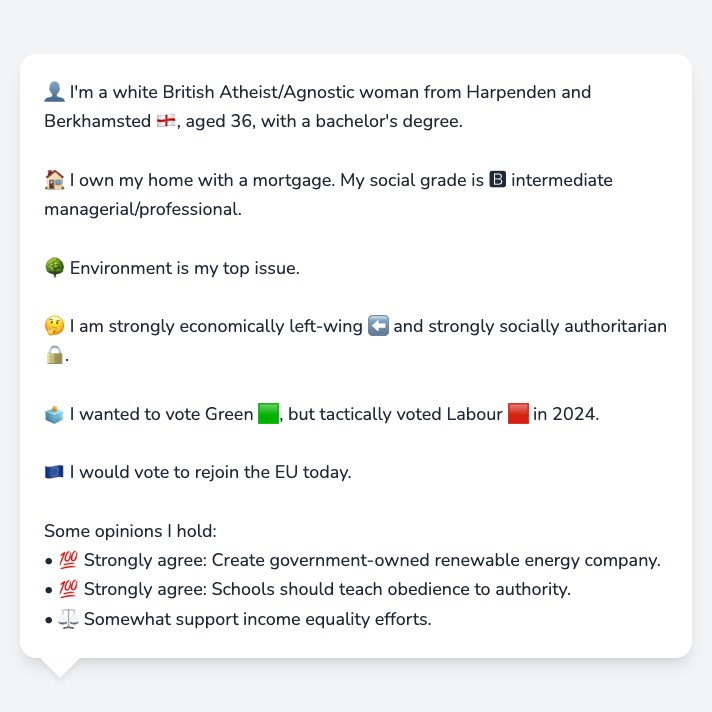 👤 I'm a white British Atheist/Agnostic woman from Harpenden and
Berkhamsted 🏴󠁧󠁢󠁥󠁮󠁧󠁿, aged 36, with a bachelor's degree.
🏠 I own my home with a mortgage. My social grade is 🅱 intermediate
managerial/professional.
🌳 Environment is my top issue.
🤔 I am strongly economically left-wing ⬅️ and strongly socially authoritarian
🔒.
🗳️ I wanted to vote Green 🟩, but tactically voted Labour 🟥 in 2024.
🇪🇺 I would vote to rejoin the EU today.
Some opinions I hold:
• 💯 Strongly agree: Create government-owned renewable energy company.
• 💯 Strongly agree: Schools should teach obedience to authority.
• ⚖️ Somewhat support income equality efforts.